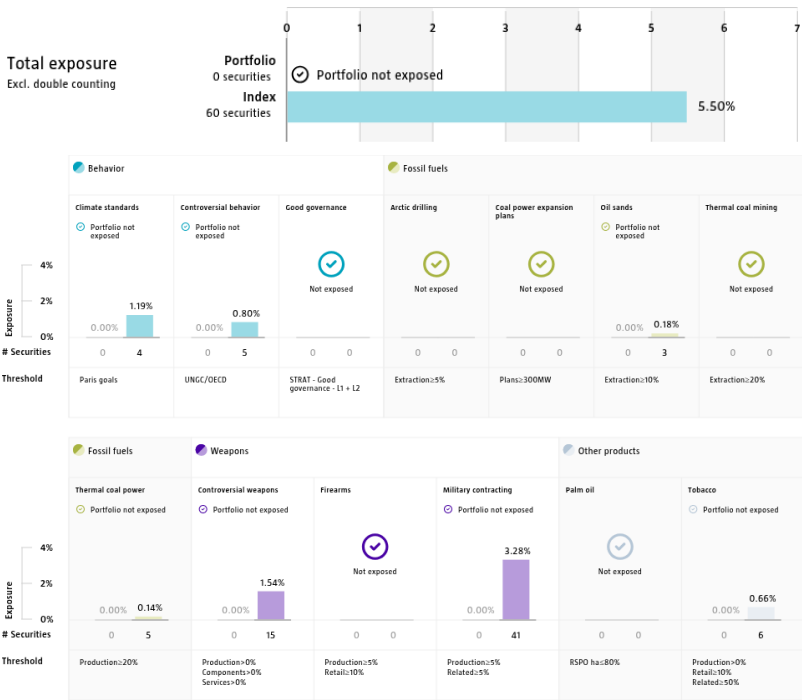 0 1 2 3 4 5 6 7
Total exposure
Excl. double counting
Portfolio
0 securities
Portfolio not exposed
Index
60 securities
5.50%
Behavior
Fossil fuels
Climate standards
Controversial behavior
Good governance
Arctic drilling
Coal power expansion
plans
Oil sands
Thermal coal mining
Portfolio not
exposed
Portfolio not
exposed
Portfolio not
exposed
Not exposed
Not exposed
Not exposed
Not exposed
Exposure
4%
2%
0%
0.00% 1.19%
0.00% 0.80%
0.00% 0.18%
# Securities 0 4 0 5 0 0 0 0 0 0 0 3 0 0
Threshold
Paris goals
UNGC/OECD
STRAT - Good
governance - L1 + L2
Extraction≥5%
Plans≥300MW
Extraction≥10%
Extraction≥20%
Fossil fuels
Weapons
Other products
Thermal coal power
Controversial weapons
Firearms
Military contracting
Palm oil
Tobacco
Portfolio not exposed
Portfolio not exposed
Portfolio not exposed
Portfolio not exposed
Not exposed
Not exposed
Exposure
4%
2%
0%
0.00% 0.14%
0.00% 1.54%
0.00% 3.28%
0.00% 0.66%
# Securities 0 5 0 15 0 0 0 41 0 0 0 6
Threshold
Production≥20%
Production>0%
Components>0%
Services>0%
Production≥5%
Retail≥10%
Production≥5%
Related≥5%
RSPO ha≤80%
Production>0%
Retail≥10%
Related≥50%